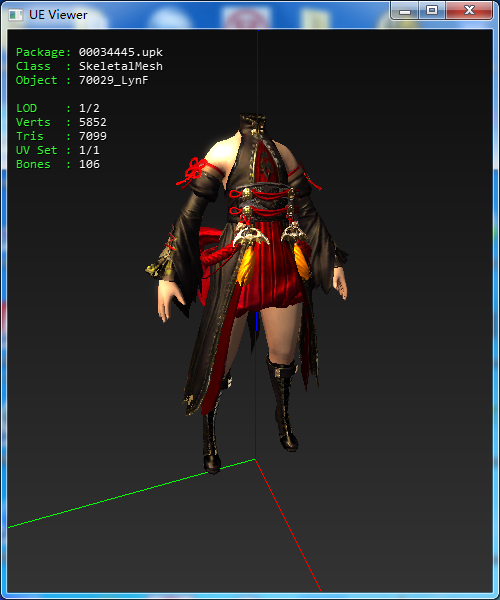 UE Viewer
Package: 00034445.upk
Class : SkeletalMesh
Object : 70029_LynF
LOD : 1/2
Verts : 5852
Tris : 7099
UV Set : 1/1
Bones : 106